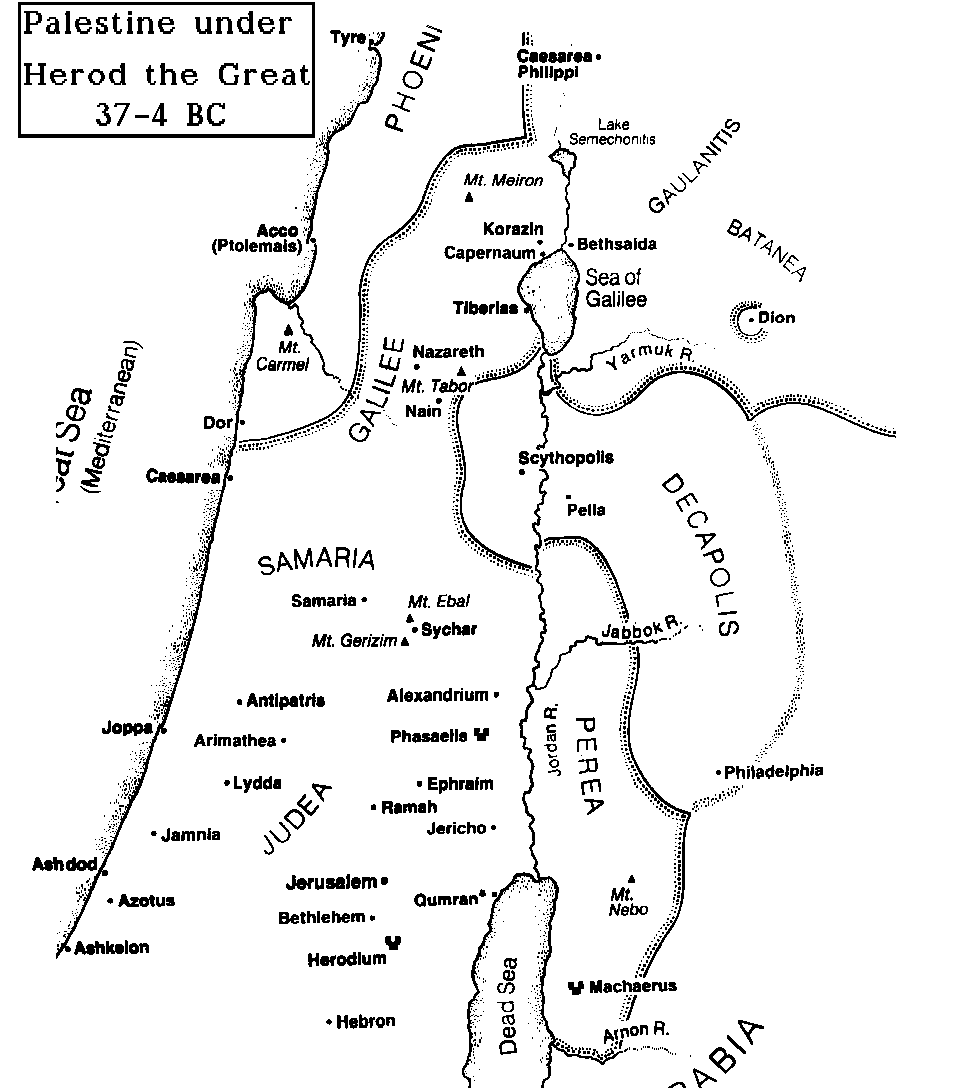 Palestine under
Herod the Great
37-4 BC
Tyre
PHOENI
Caesarea
Philippi
Lake
Semechonitis
GAULANITIS
BATANEA
Mt. Meiron
Acco
(Ptolemais)
Korazin
Capernaum
Bethsaida
Sea of
Galilee
Tiberias
Dion
Mt.
Carmel
GALILEE
Nazareth
Mt. Tabor
Nain
Yarmuk R.
eat Sea
(Mediterranean)
Dor
Caesarea
Scythopolis
Pella
DECAPOLIS
SAMARIA
Samaria
Mt. Ebal
Sychar
Mt. Gerizim
Jabbok R.
Antipatris
Alexandrium
Joppa
Arimathea
Phasaelis
Jordan R.
PEREA
Lydda
Ephraim
Philadelphia
JUDEA
Ramah
Jamnia
Jericho
Ashdod
Jerusalem
Qumran*
Mt.
Nebo
Azotus
Bethlehem
Ashkelon
Herodium
Dead Sea
Machaerus
Hebron
Arnon R.
RABIA